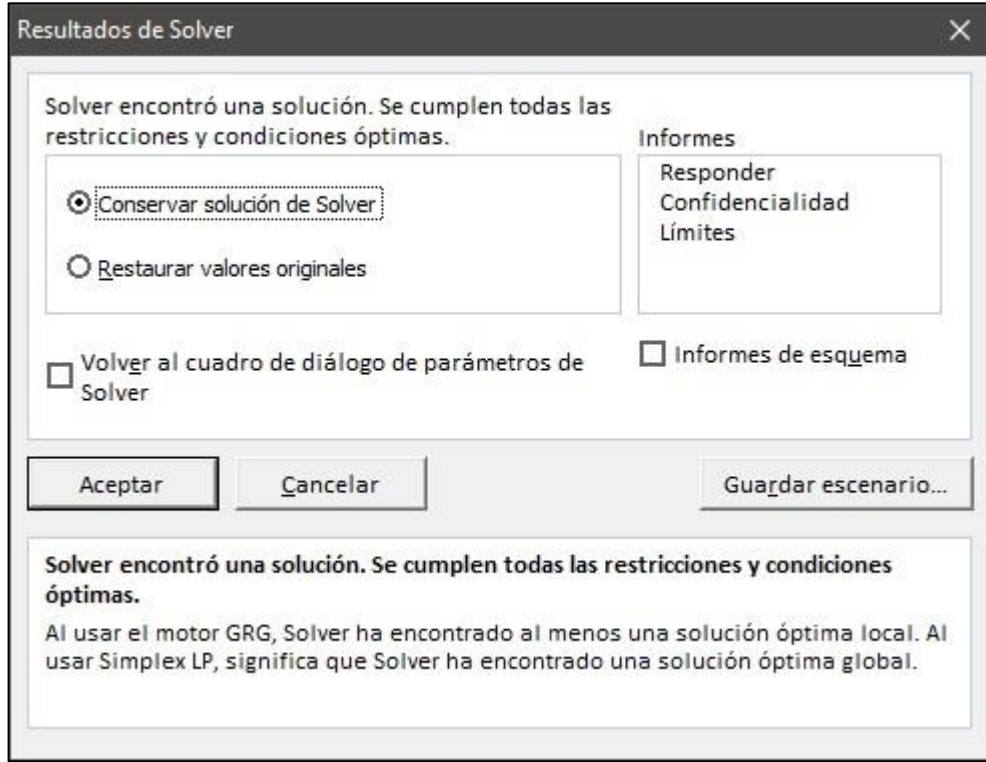 Resultados de Solver
Solver encontró una solución. Se cumplen todas las
restricciones y condiciones óptimas.
Conservar solución de Solver
Restaurar valores originales
Informes
Responder
Confidencialidad
Límites
Volver al cuadro de diálogo de parámetros de
Solver
Informes de esquema
Aceptar
Cancelar
Guardar escenario...
Solver encontró una solución. Se cumplen todas las restricciones y condiciones
óptimas.
Al usar el motor GRG, Solver ha encontrado al menos una solución óptima local. Al
usar Simplex LP, significa que Solver ha encontrado una solución óptima global.